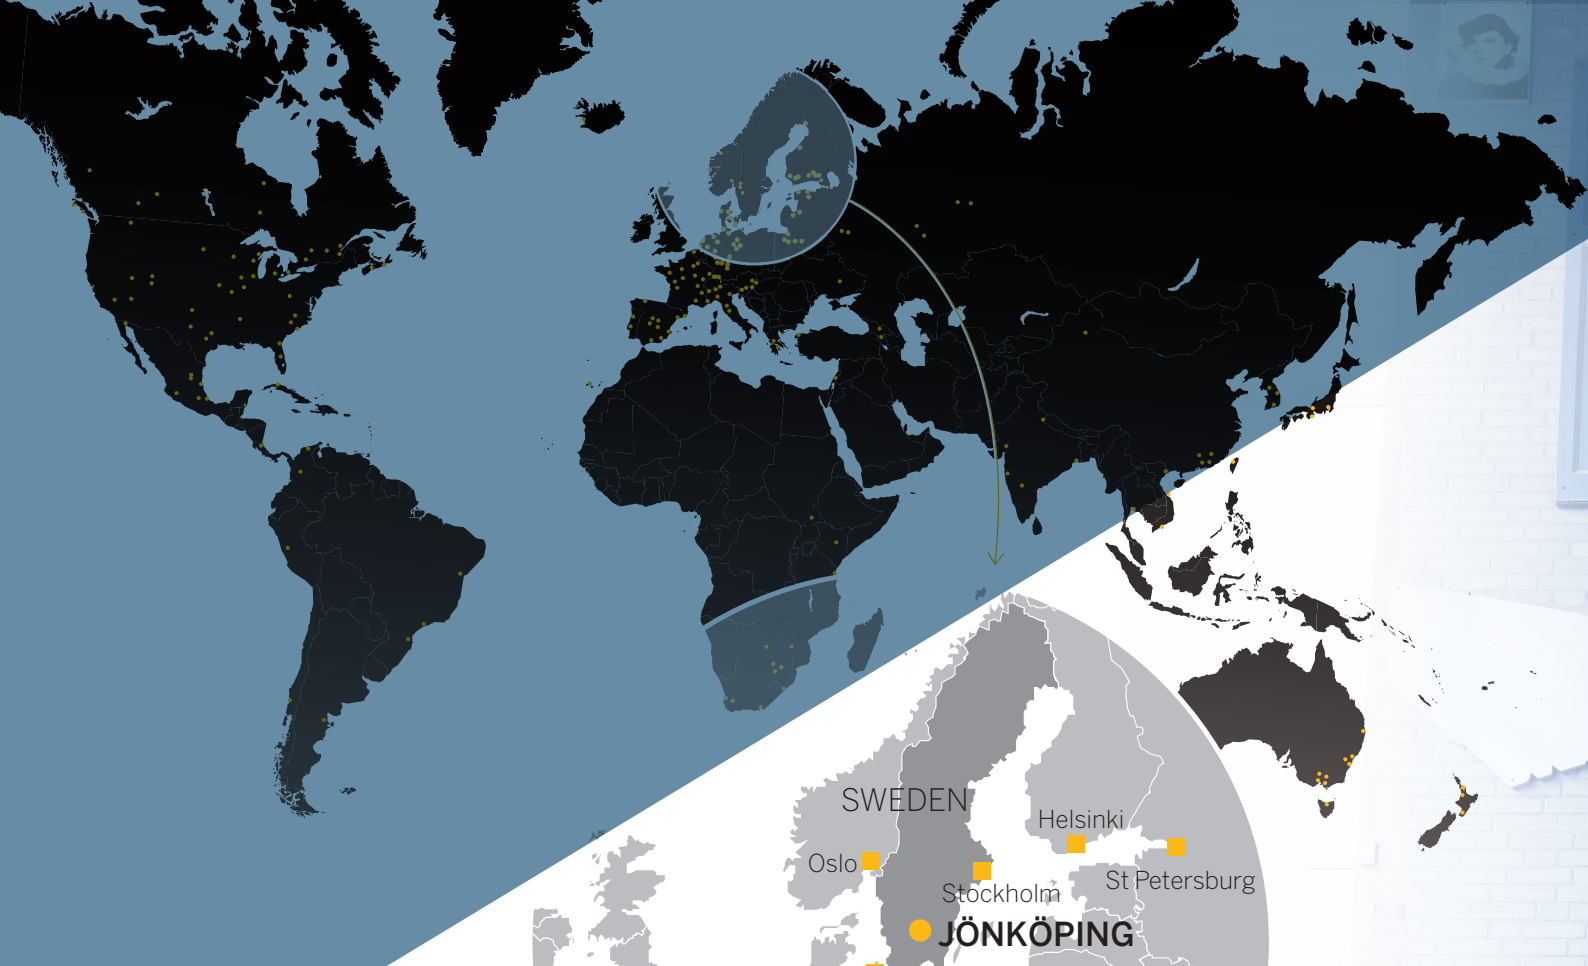 SWEDEN
Helsinki
Oslo
Stockholm
St Petersburg
JÖNKÖPING